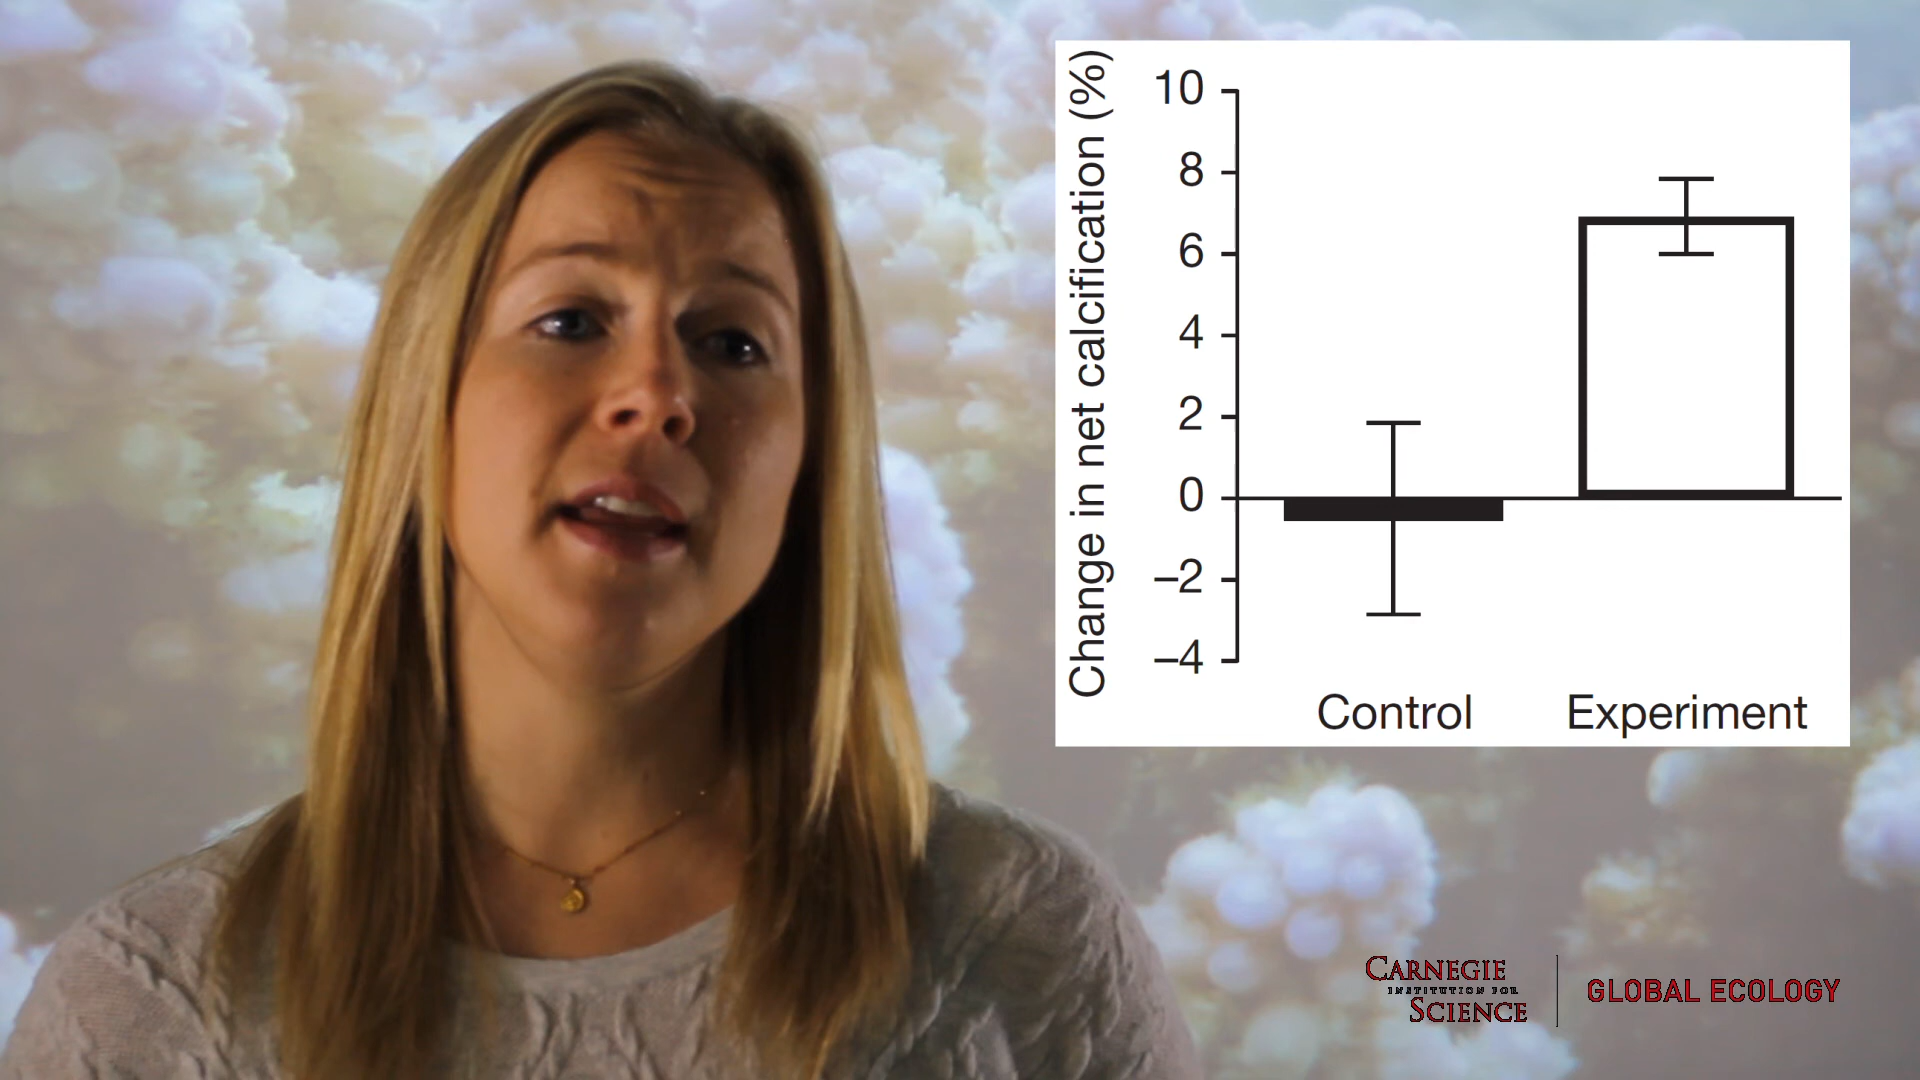 Change in net calcification (%)
10
8
6
4
2
0
–2
–4
Control Experiment
CARNEGIE
INSTITUTION FOR
SCIENCE
GLOBAL ECOLOGY